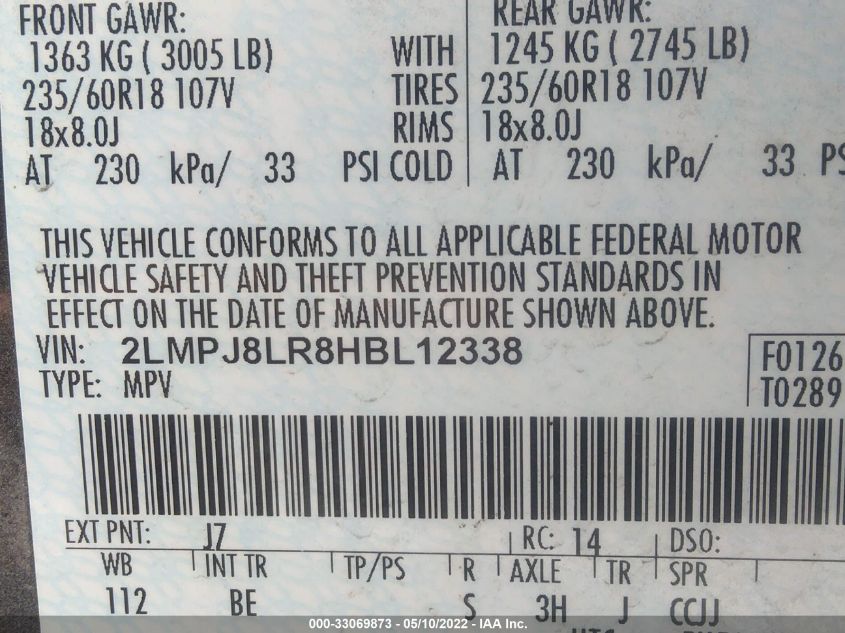 FRONT GAWR: REAR GAWR:
1363 KG ( 3005 LB) WITH 1245 KG ( 2745 LB)
235/60R18 107V TIRES 235/60R18 107V
18x8.0J RIMS 18x8.0J
AT 230 kPa/ 33 PSI COLD AT 230 kPa/ 33 PS
THIS VEHICLE CONFORMS TO ALL APPLICABLE FEDERAL MOTOR
VEHICLE SAFETY AND THEFT PREVENTION STANDARDS IN
EFFECT ON THE DATE OF MANUFACTURE SHOWN ABOVE.
VIN: 2LMPJ8LR8HBL12338 F0126
TYPE: MPV T0289
EXT PNT: J7 RC: 14 DSO:
WB INT TR TP/PS R AXLE TR SPR
112 BE S 3H J CCJJ
000-33069873 - 05/10/2022 - IAA Inc.